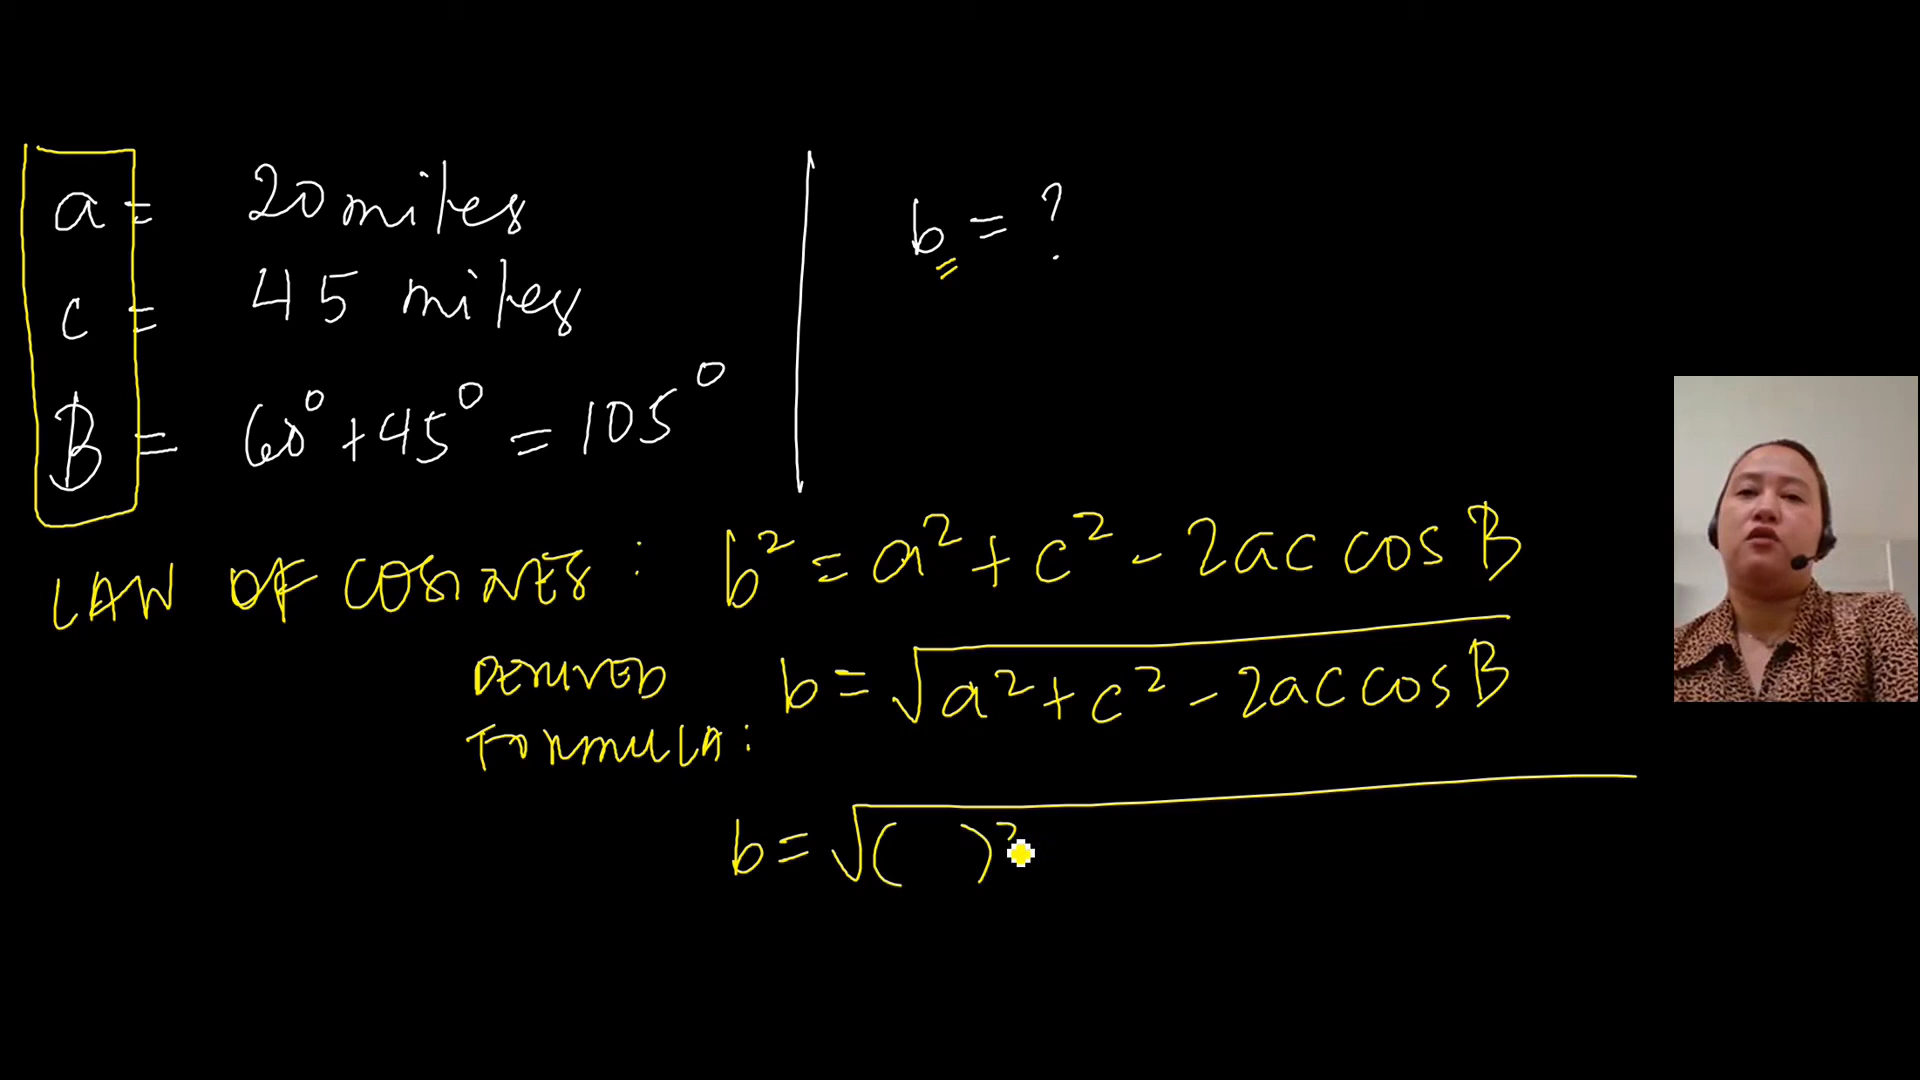 a = 20 miles
c = 45 miles
B = 60° + 45° = 105°
b = ?
LAW OF COSINES : b² = a² + c² - 2ac cos B
DERIVED FORMULA : b = √a² + c² - 2ac cos B
b = √( )²